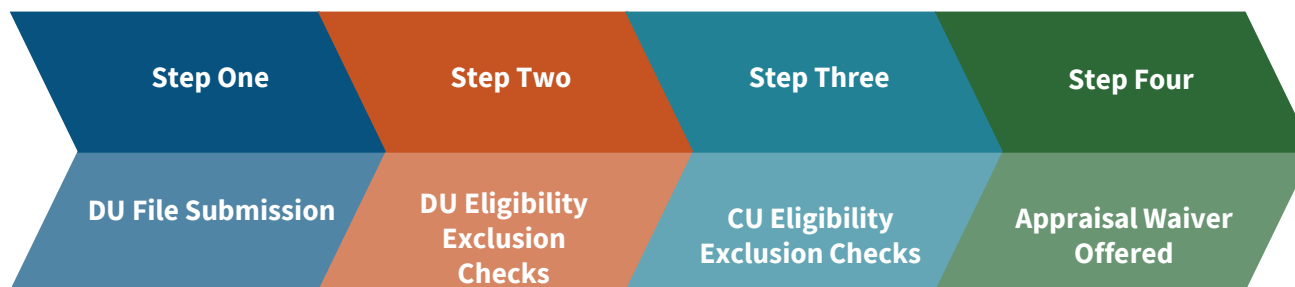 Step One
Step Two
Step Three
Step Four
DU File Submission
DU Eligibility
Exclusion
Checks
CU Eligibility
Exclusion Checks
Appraisal Waiver
Offered